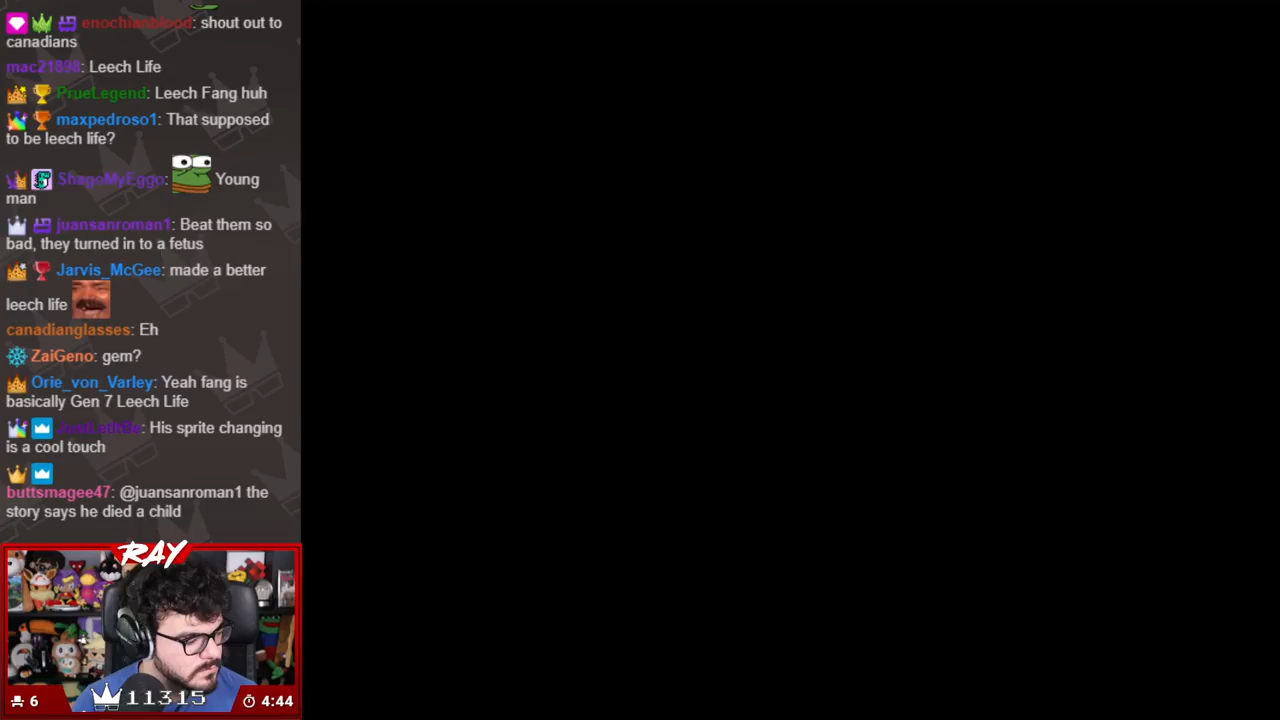 enochianblood: shout out to
canadians
mac21898: Leech Life
PrueLegend: Leech Fang huh
maxpedroso1: That supposed
to be leech life?
ShagoMyEggo: Young
man
juansanroman1: Beat them so
bad, they turned in to a fetus
Jarvis_McGee: made a better
leech life
canadianglasses: Eh
ZaiGeno: gem?
Orie_von_Varley: Yeah fang is
basically Gen 7 Leech Life
His sprite changing
is a cool touch
buttsmagee47: @juansanroman1 the
story says he died a child
RAY
6
11315
4:44